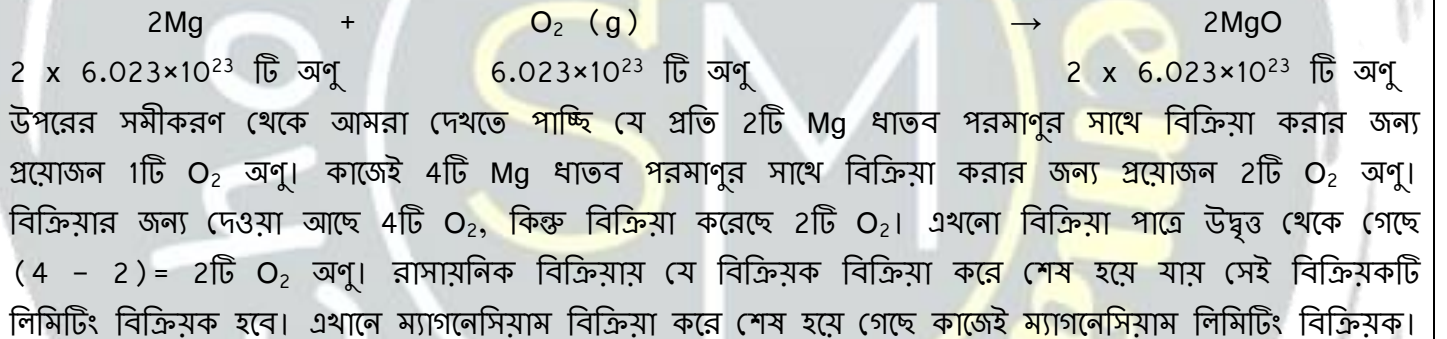 2Mg + O₂ (g) → 2MgO
2 x 6.023×10²³ টি অণু 6.023×10²³ টি অণু 2 x 6.023×10²³ টি অণু
উপরের সমীকরণ থেকে আমরা দেখতে পাচ্ছি যে প্রতি 2টি Mg ধাতব পরমাণুর সাথে বিক্রিয়া করার জন্য
প্রয়োজন 1টি O₂ অণু। কাজেই 4টি Mg ধাতব পরমাণুর সাথে বিক্রিয়া করার জন্য প্রয়োজন 2টি O₂ অণু।
বিক্রিয়ার জন্য দেওয়া আছে 4টি O₂, কিন্তু বিক্রিয়া করেছে 2টি O₂। এখনো বিক্রিয়া পাত্রে উদ্বৃত্ত থেকে গেছে
(4 – 2)= 2টি O₂ অণু। রাসায়নিক বিক্রিয়ায় যে বিক্রিয়ক বিক্রিয়া করে শেষ হয়ে যায় সেই বিক্রিয়কটি
লিমিটিং বিক্রিয়ক হবে। এখানে ম্যাগনেসিয়াম বিক্রিয়া করে শেষ হয়ে গেছে কাজেই ম্যাগনেসিয়াম লিমিটিং বিক্রিয়ক।